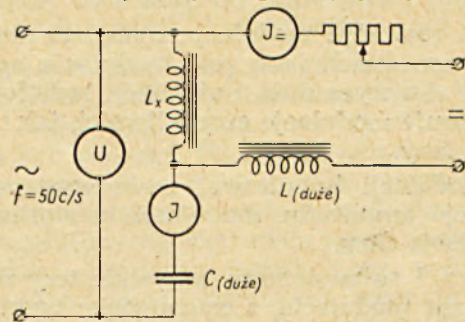 J=
Lx
U
=
~
f=50c/s
L(duże)
J
C(duże)